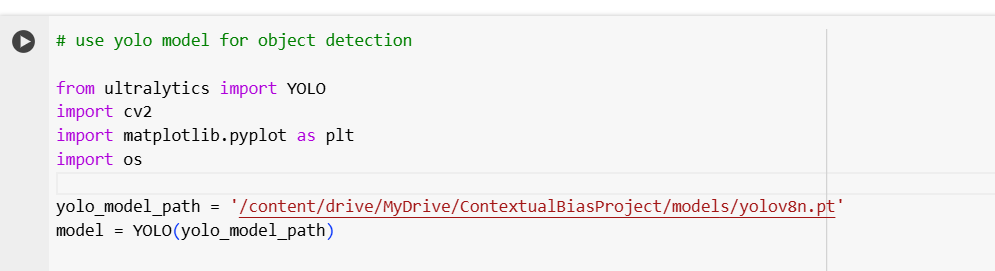 # use yolo model for object detection
from ultralytics import YOLO
import cv2
import matplotlib.pyplot as plt
import os
yolo_model_path = '/content/drive/MyDrive/ContextualBiasProject/models/yolov8n.pt'
model = YOLO(yolo_model_path)